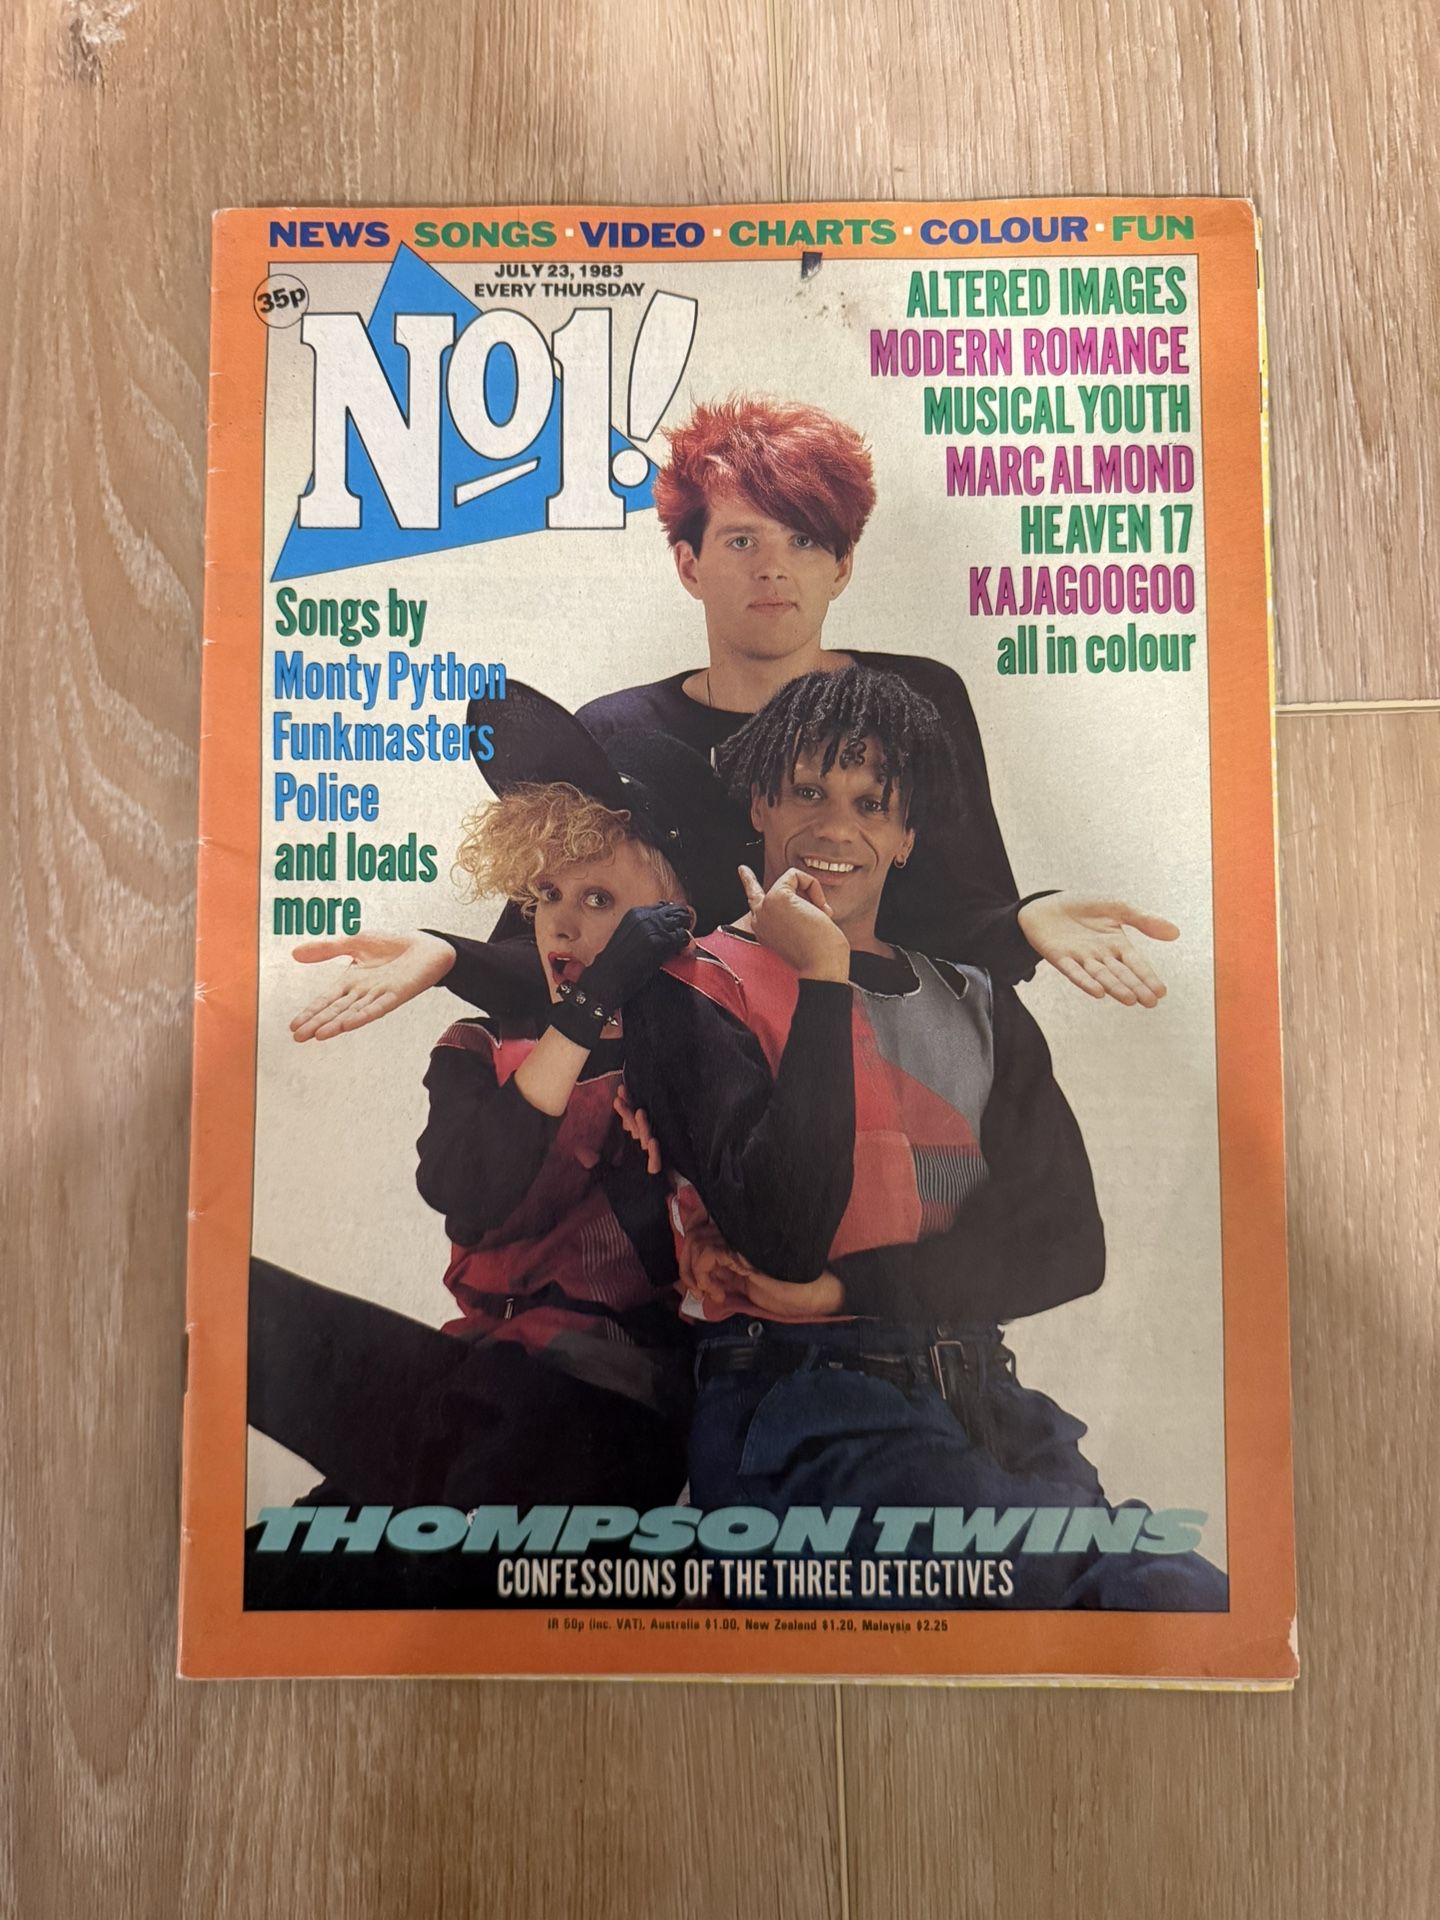 NEWS · SONGS · VIDEO · CHARTS · COLOUR · FUN
JULY 23, 1983
EVERY THURSDAY
35p
No1!
ALTERED IMAGES
MODERN ROMANCE
MUSICAL YOUTH
MARC ALMOND
HEAVEN 17
KAJAGOOGOO
all in colour
Songs by
Monty Python
Funkmasters
Police
and loads
more
THOMPSON TWINS
CONFESSIONS OF THE THREE DETECTIVES
IR 50p (inc. VAT), Australia $1.00, New Zealand $1.20, Malaysia $2.25